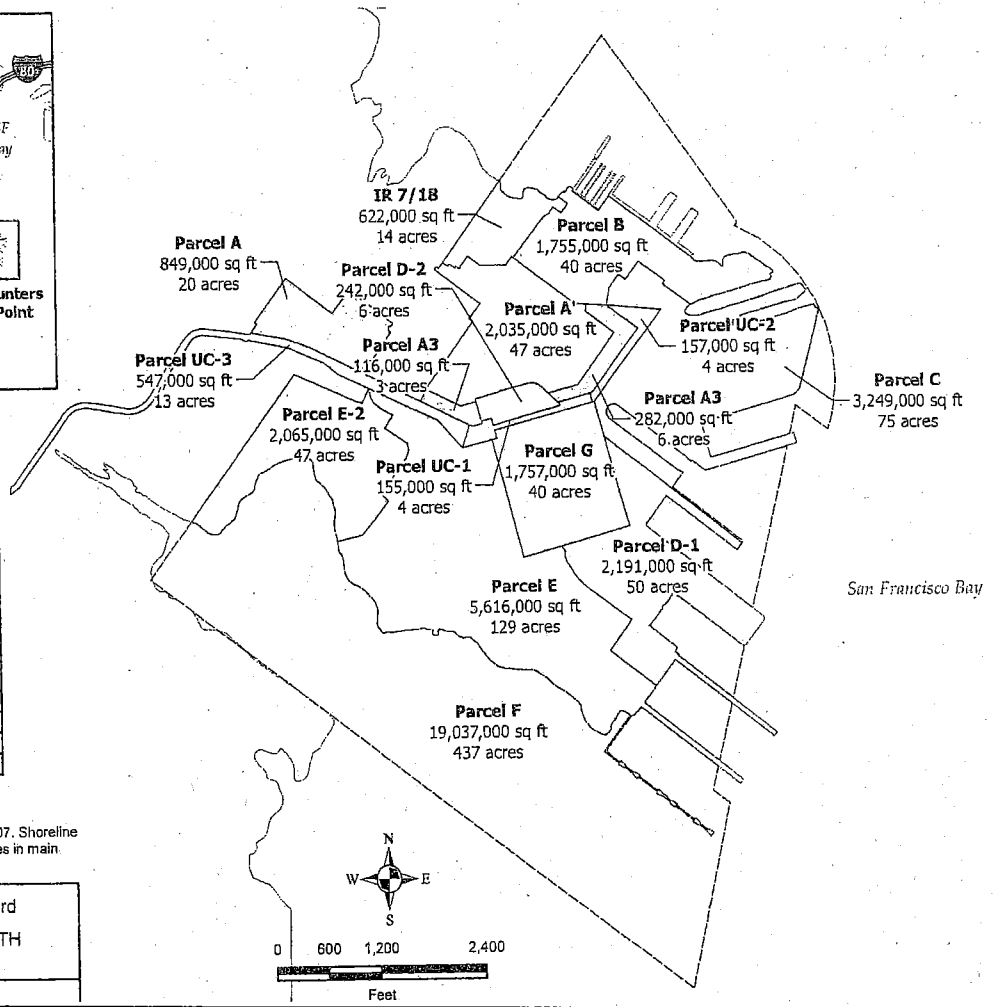 80
IR 7/18
622,000 sq ft
14 acres
Parcel B
1,755,000 sq ft
40 acres
Parcel A
849,000 sq ft
20 acres
Parcel D-2
242,000 sq ft
6 acres
Parcel A'
2,035,000 sq ft
47 acres
Parcel UC-2
157,000 sq ft
4 acres
Parcel A3
116,000 sq ft
3 acres
Parcel UC-3
547,000 sq ft
13 acres
Parcel C
3,249,000 sq ft
75 acres
Parcel A3
282,000 sq ft
6 acres
Parcel E-2
2,065,000 sq ft
47 acres
Parcel UC-1
155,000 sq ft
4 acres
Parcel G
1,757,000 sq ft
40 acres
Parcel D-1
2,191,000 sq ft
50 acres
Parcel E
5,616,000 sq ft
129 acres
San Francisco Bay
Parcel F
19,037,000 sq ft
437 acres
unters
Point
07. Shoreline
es in main
rd
TH
N
W E
S
0 600 1,200 2,400
Feet